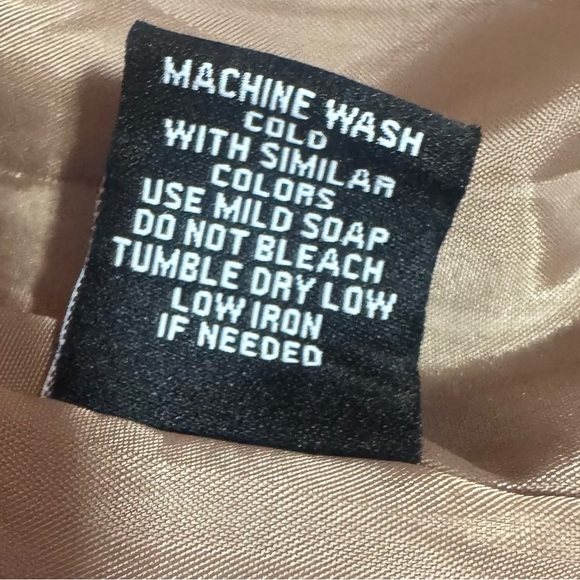 MACHINE WASH
COLD
WITH SIMILAR
COLORS
USE MILD SOAP
DO NOT BLEACH
TUMBLE DRY LOW
LOW IRON
IF NEEDED